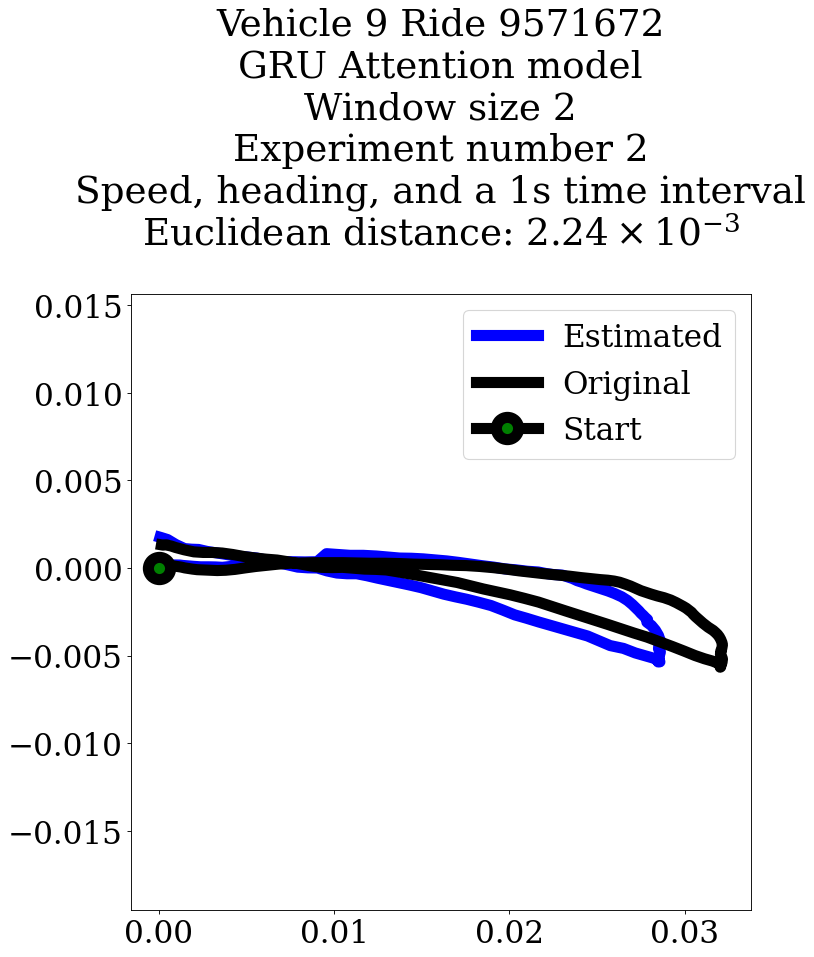 Vehicle 9 Ride 9571672
GRU Attention model
Window size 2
Experiment number 2
Speed, heading, and a 1s time interval
Euclidean distance: 2.24 × 10⁻³
0.015
Estimated
0.010
Original
Start
0.005
0.000
−0.005
−0.010
−0.015
0.00 0.01 0.02 0.03